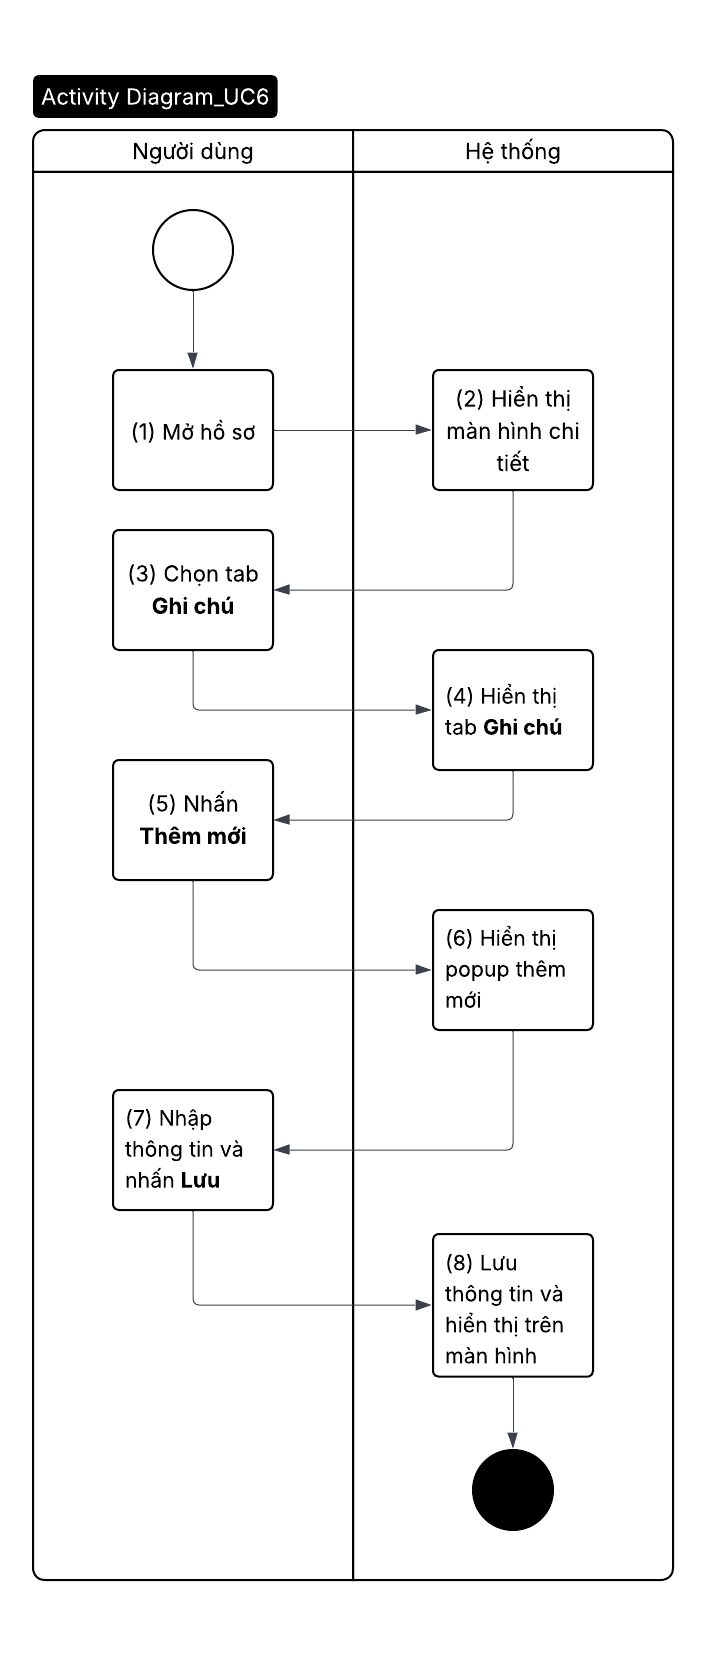 Activity Diagram_UC6
Người dùng
Hệ thống
(1) Mở hồ sơ
(2) Hiển thị
màn hình chi
tiết
(3) Chọn tab
Ghi chú
(4) Hiển thị
tab Ghi chú
(5) Nhấn
Thêm mới
(6) Hiển thị
popup thêm
mới
(7) Nhập
thông tin và
nhấn Lưu
(8) Lưu
thông tin và
hiển thị trên
màn hình